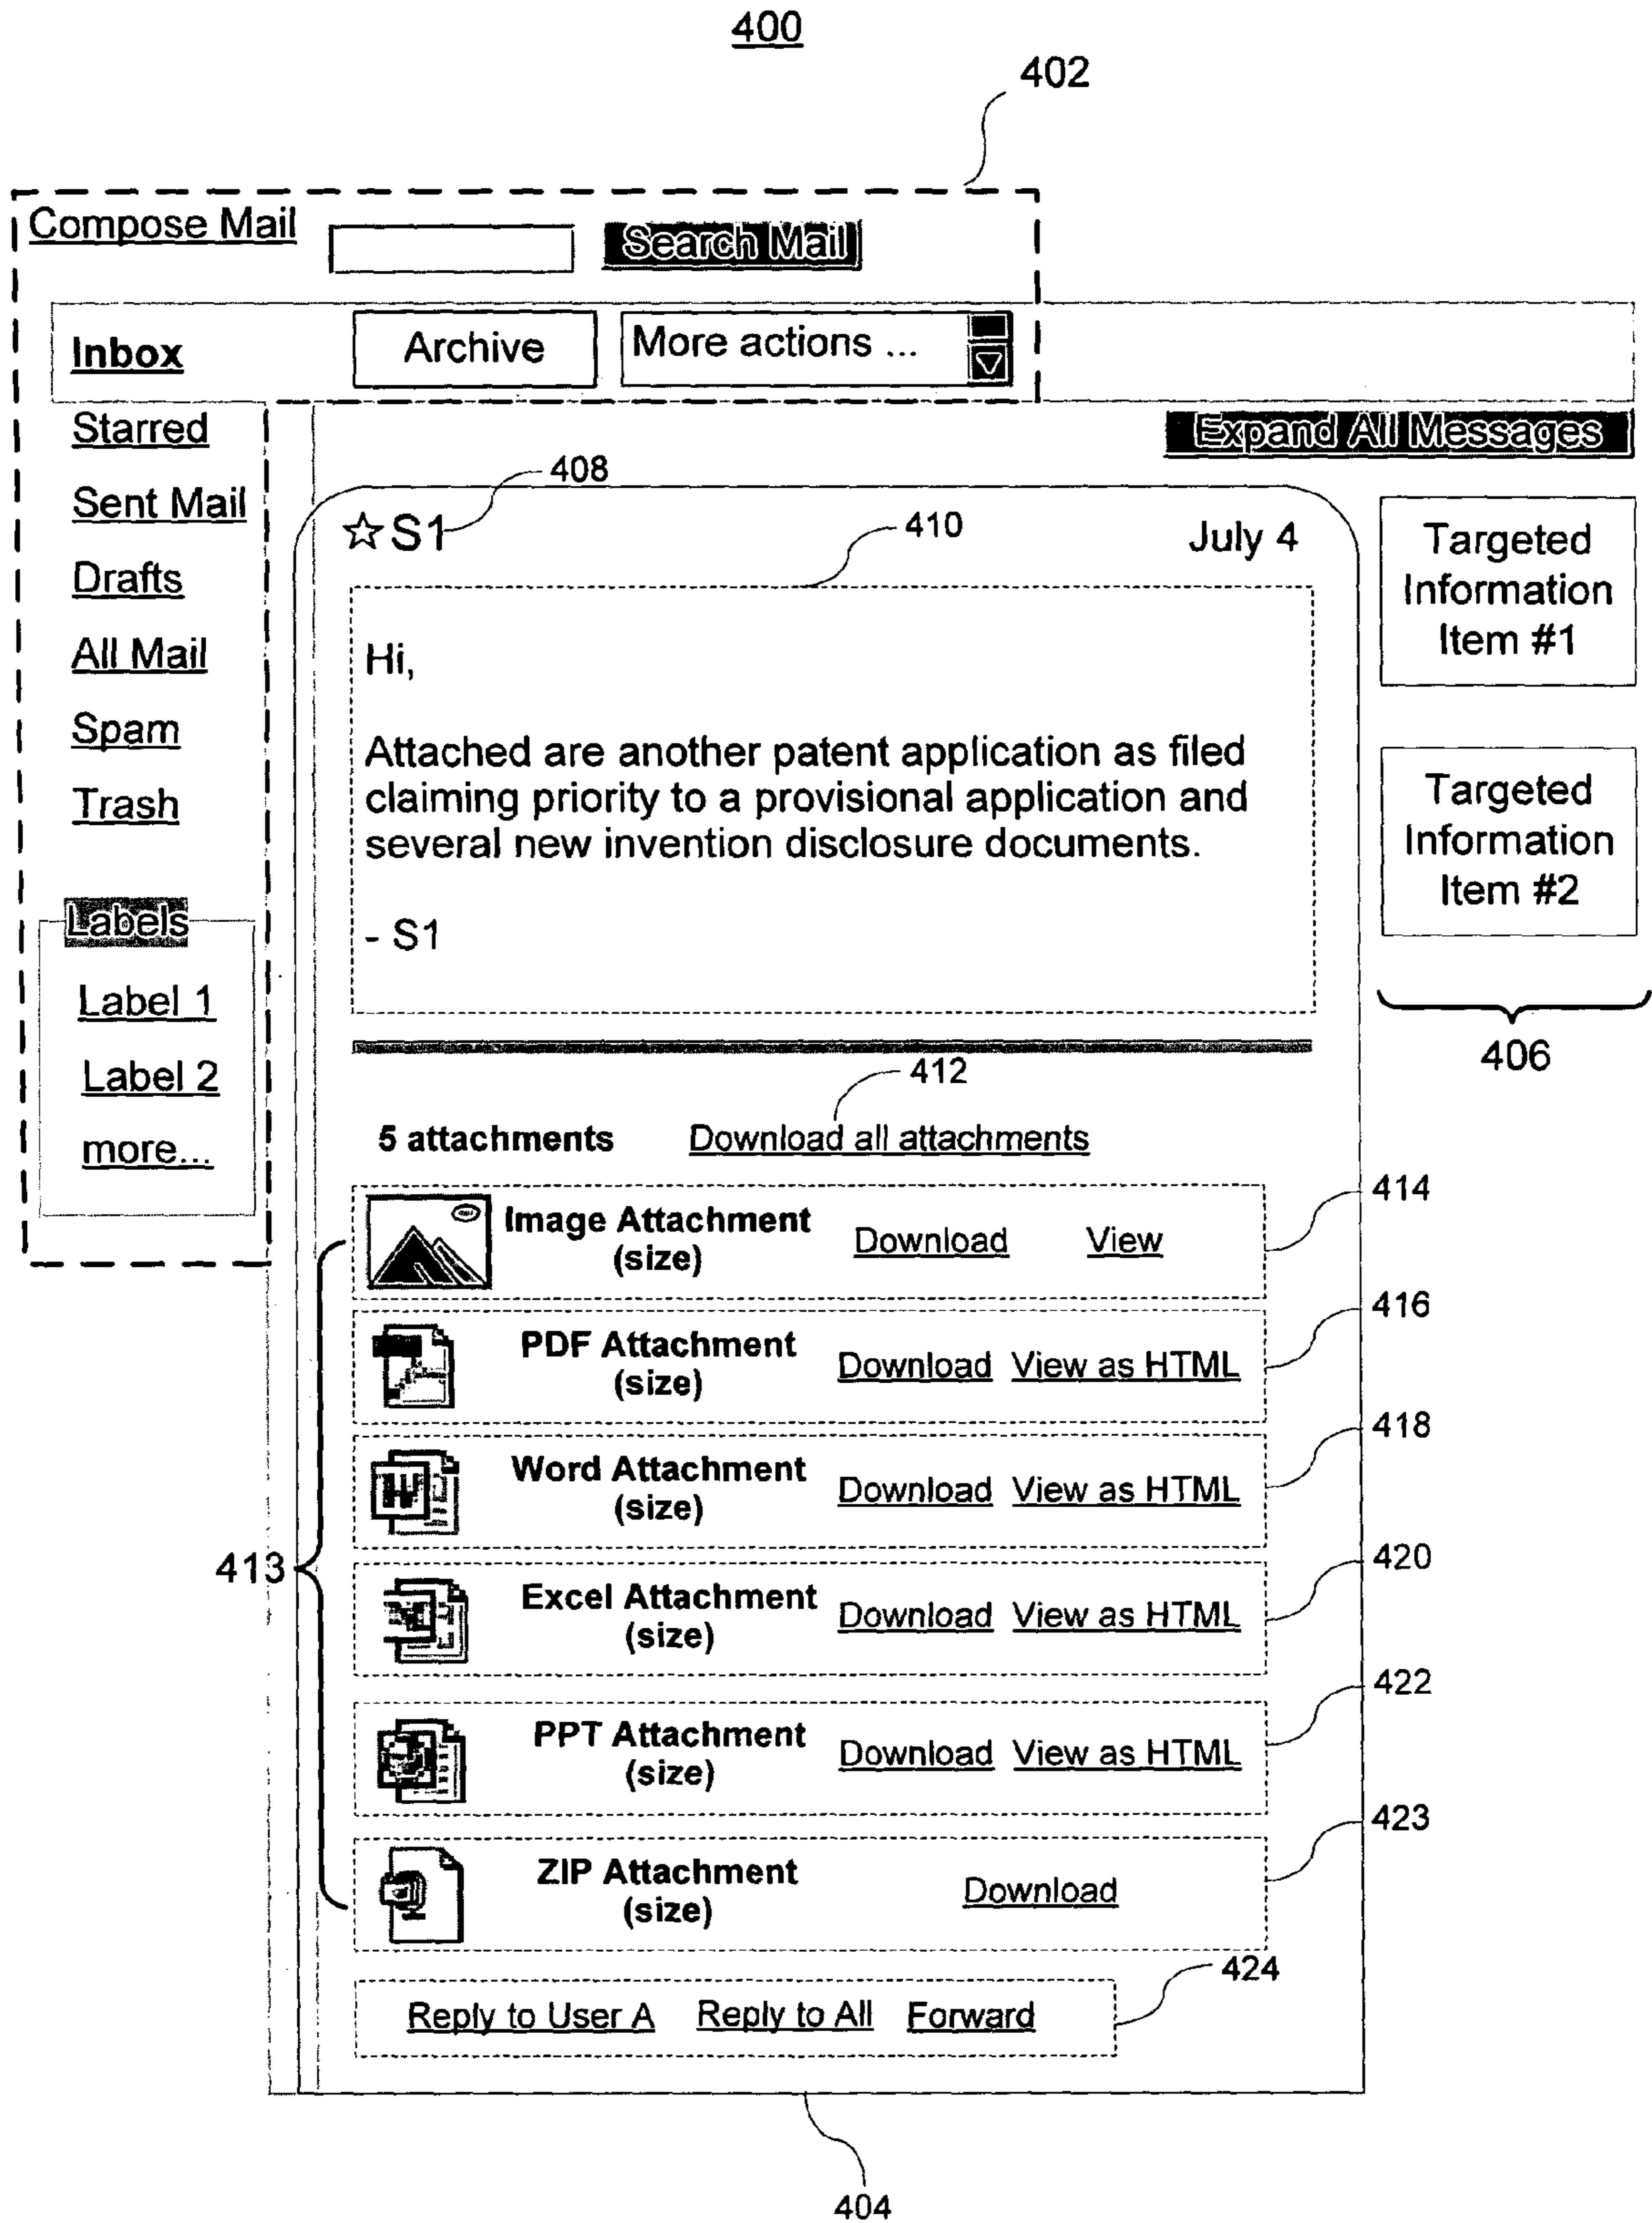 400
402
Compose Mail
Search Mail
Inbox
Archive
More actions ...
Starred
Sent Mail
Drafts
All Mail
Spam
Trash
Labels
Label 1
Label 2
more...
Expand All Messages
408
☆ S1
410
July 4
Hi,
Attached are another patent application as filed
claiming priority to a provisional application and
several new invention disclosure documents.
- S1
Targeted
Information
Item #1
Targeted
Information
Item #2
406
412
5 attachments Download all attachments
413
Image Attachment
(size)
Download View
414
PDF Attachment
(size)
Download View as HTML
416
Word Attachment
(size)
Download View as HTML
418
Excel Attachment
(size)
Download View as HTML
420
PPT Attachment
(size)
Download View as HTML
422
ZIP Attachment
(size)
Download
423
Reply to User A Reply to All Forward
424
404